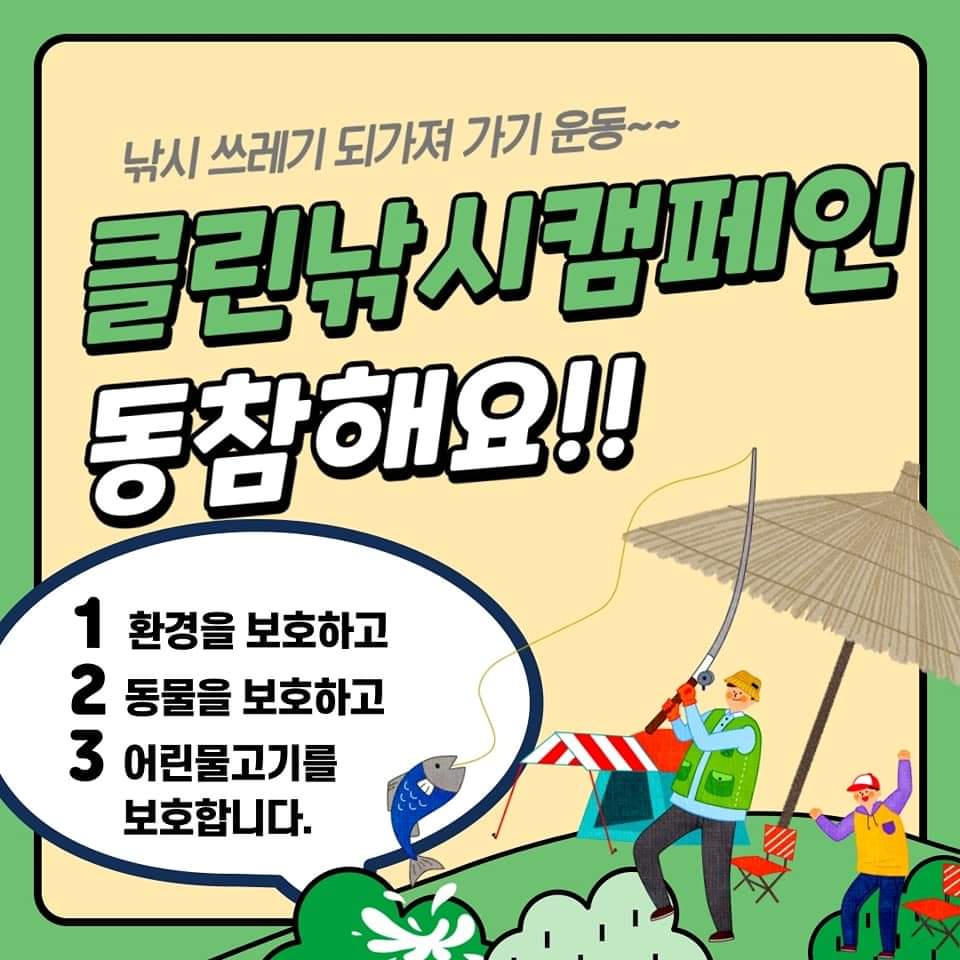 낚시 쓰레기 되가져 가기 운동~~
클린낚시캠페인
동참해요!!
1 환경을 보호하고
2 동물을 보호하고
3 어린물고기를
보호합니다.